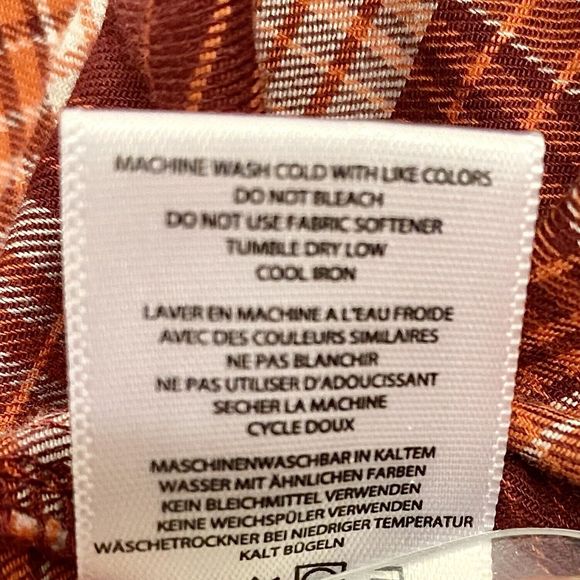 MACHINE WASH COLD WITH LIKE COLORS
DO NOT BLEACH
DO NOT USE FABRIC SOFTENER
TUMBLE DRY LOW
COOL IRON
LAVER EN MACHINE A L'EAU FROIDE
AVEC DES COULEURS SIMILAIRES
NE PAS BLANCHIR
NE PAS UTILISER D'ADOUCISSANT
SECHER LA MACHINE
CYCLE DOUX
MASCHINENWASCHBAR IN KALTEM
WASSER MIT ÄHNLICHEN FARBEN
KEIN BLEICHMITTEL VERWENDEN
KEINE WEICHSPÜLER VERWENDEN
WÄSCHETROCKNER BEI NIEDRIGER TEMPERATUR
KALT BÜGELN